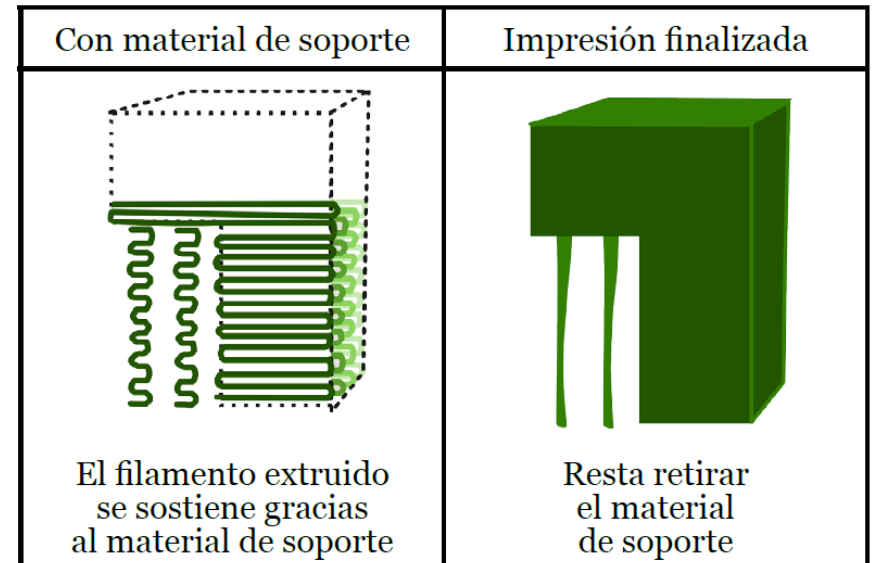 Con material de soporte
Impresión finalizada
El filamento extruido
se sostiene gracias
al material de soporte
Resta retirar
el material
de soporte